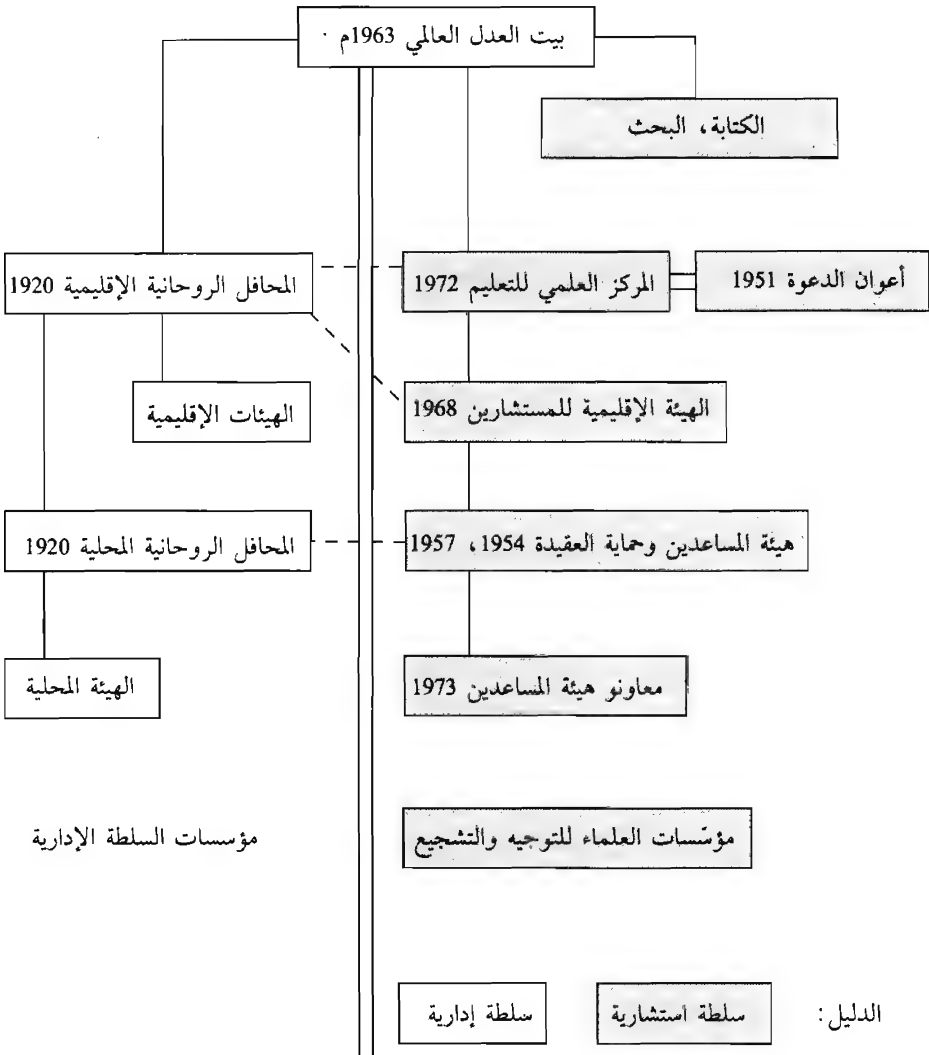 بيت العدل العالمي 1963م
الكتابة، البحث
أعوان الدعوة 1951
المركز العلمي للتعليم 1972
المحافل الروحانية الإقليمية 1920
الهيئة الإقليمية للمستشارين 1968
الهيئات الإقليمية
هيئة المساعدين وحماية العقيدة 1954، 1957
المحافل الروحانية المحلية 1920
معاونو هيئة المساعدين 1973
الهيئة المحلية
مؤسّسات العلماء للتوجيه والتشجيع
مؤسسات السلطة الإدارية
الدليل:
سلطة استشارية
سلطة إدارية